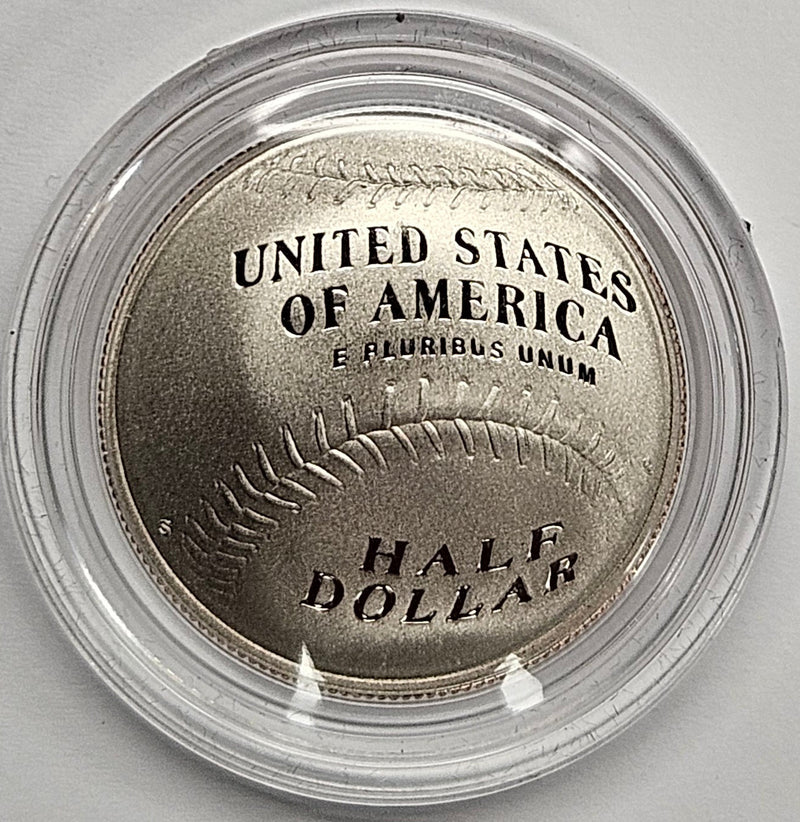 UNITED STATES
OF AMERICA
E PLURIBUS UNUM
S
HALF
DOLLAR